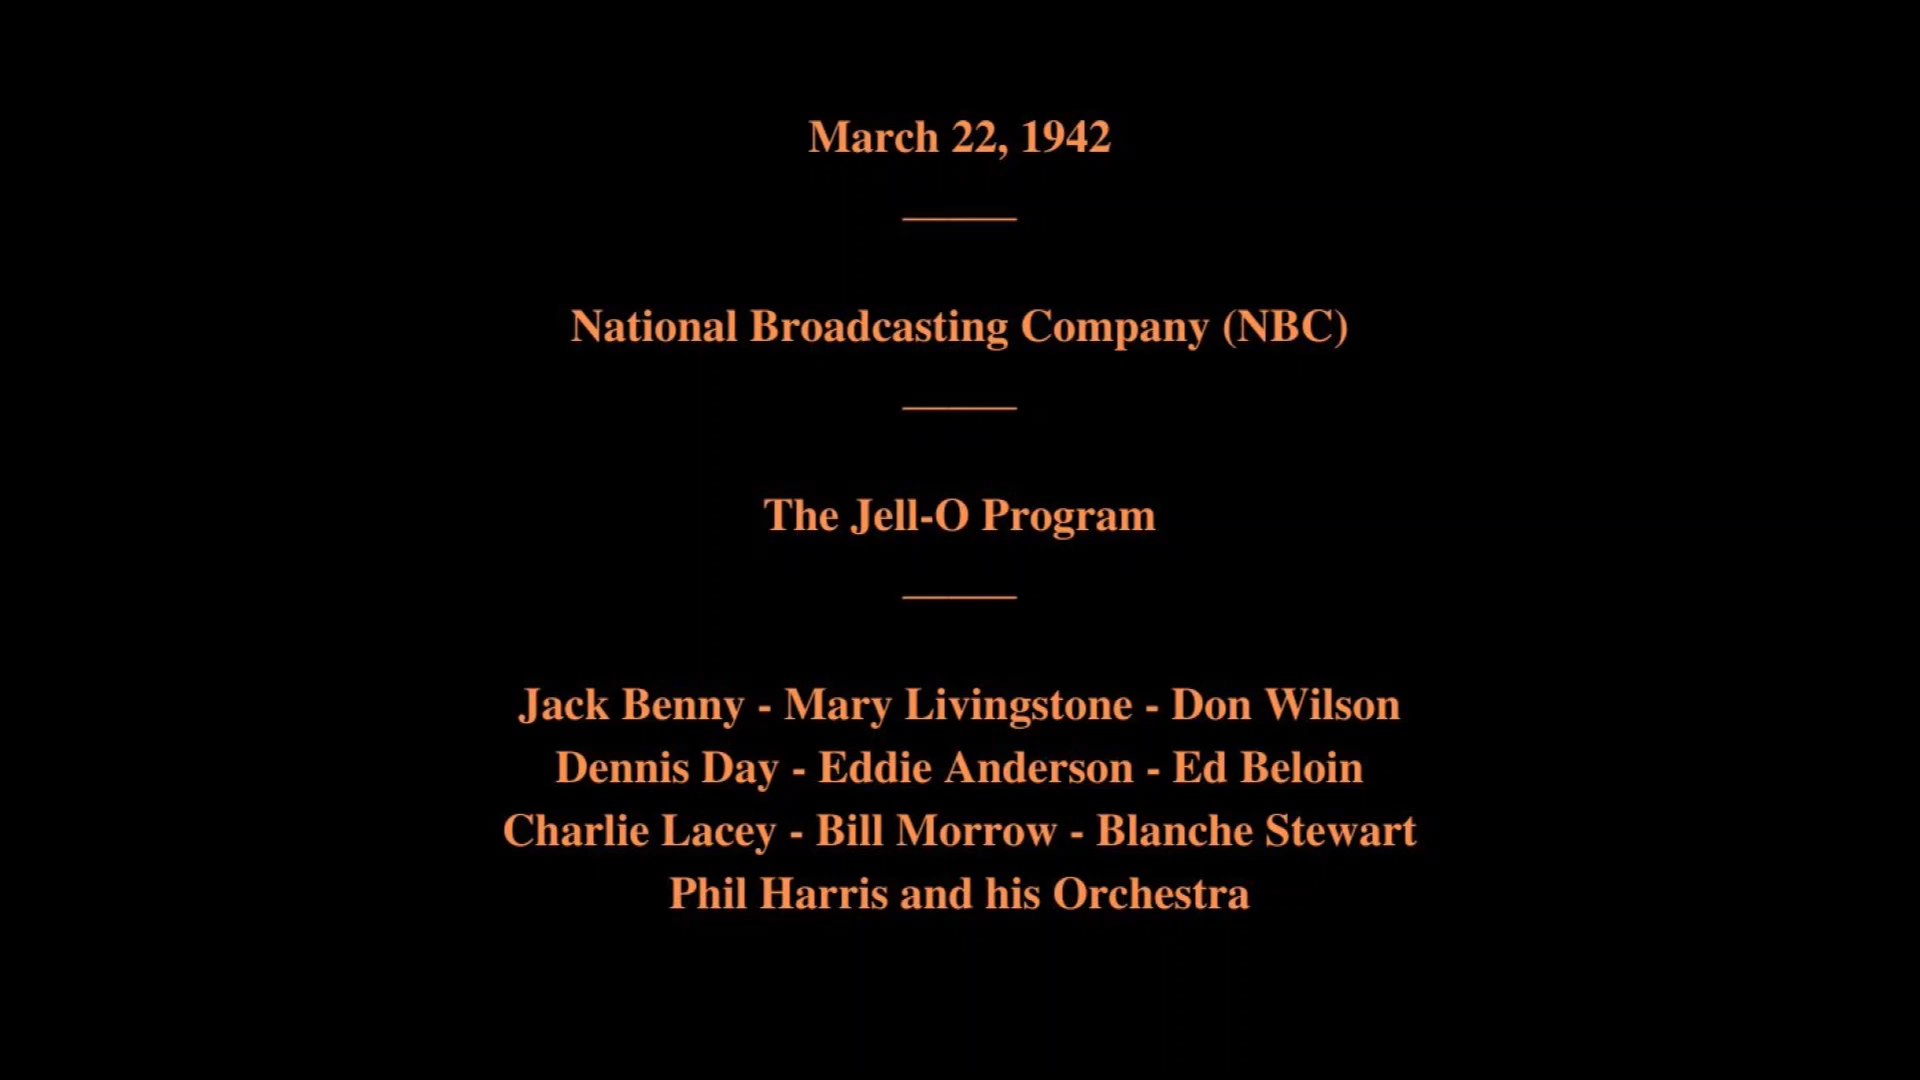 March 22, 1942
National Broadcasting Company (NBC)
The Jell-O Program
Jack Benny - Mary Livingstone - Don Wilson
Dennis Day - Eddie Anderson - Ed Beloin
Charlie Lacey - Bill Morrow - Blanche Stewart
Phil Harris and his Orchestra